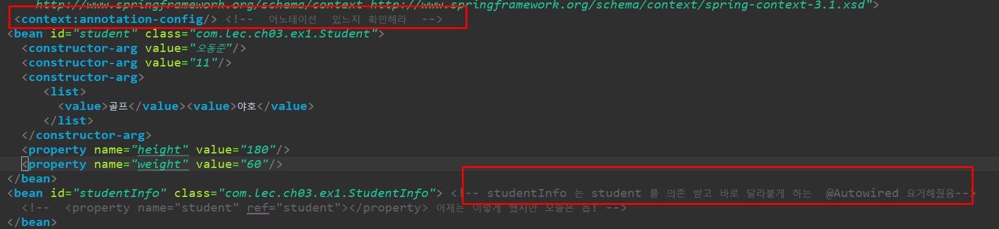 http://www.springframework.org/schema/context http://www.springframework.org/schema/context/spring-context-3.1.xsd">
<context:annotation-config/> <!-- 어노테이션 있느지 확인해라 -->
<bean id="student" class="com.lec.ch03.ex1.Student">
<constructor-arg value="오동준"/>
<constructor-arg value="11"/>
<constructor-arg>
<list>
<value>골프</value><value>야호</value>
</list>
</constructor-arg>
<property name="height" value="180"/>
<property name="weight" value="60"/>
</bean>
<bean id="studentInfo" class="com.lec.ch03.ex1.StudentInfo"> <!-- studentInfo 는 student 를 의존 받고 바로 달라붙게 하는 @Autowired 요거해줬음-->
<!-- <property name="student" ref="student"></property> 어제는 이렇게 했지만 오늘은 놉! -->
</bean>